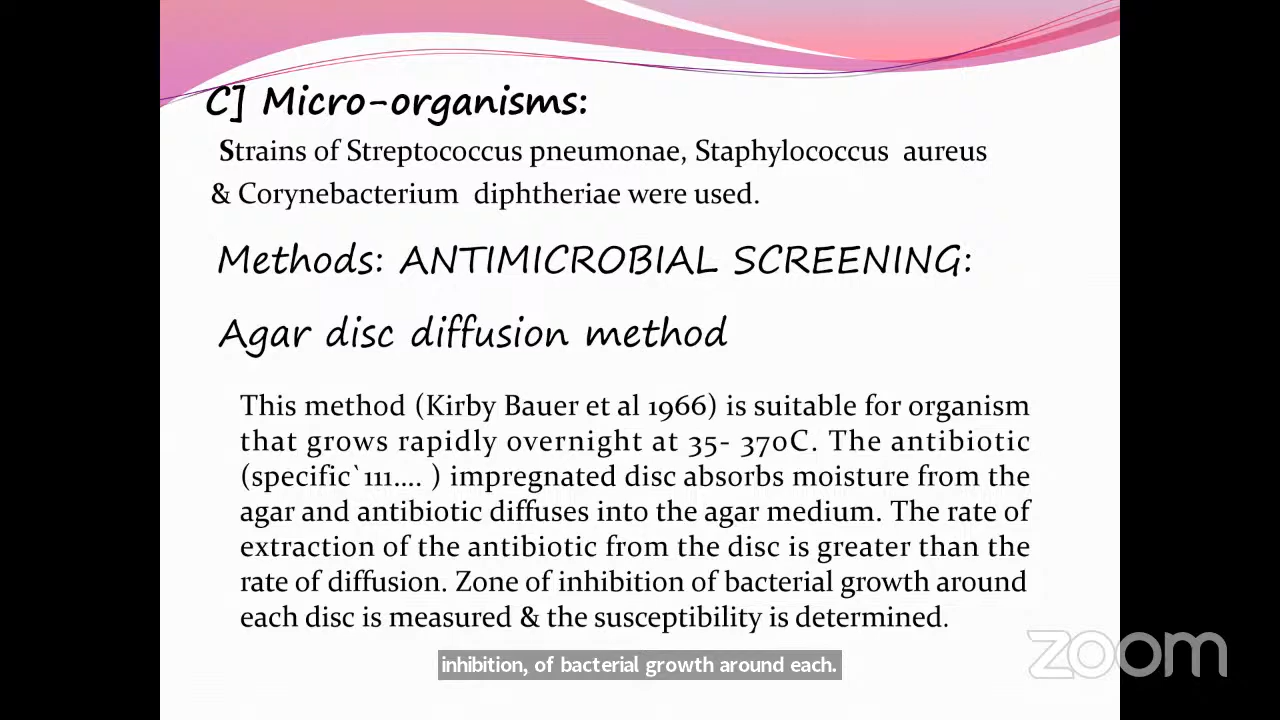 C] Micro-organisms:
Strains of Streptococcus pneumonae, Staphylococcus aureus
& Corynebacterium diphtheriae were used.
Methods: ANTIMICROBIAL SCREENING:
Agar disc diffusion method
This method (Kirby Bauer et al 1966) is suitable for organism
that grows rapidly overnight at 35- 370C. The antibiotic
(specific`111.... ) impregnated disc absorbs moisture from the
agar and antibiotic diffuses into the agar medium. The rate of
extraction of the antibiotic from the disc is greater than the
rate of diffusion. Zone of inhibition of bacterial growth around
each disc is measured & the susceptibility is determined.
inhibition, of bacterial growth around each.
zoom